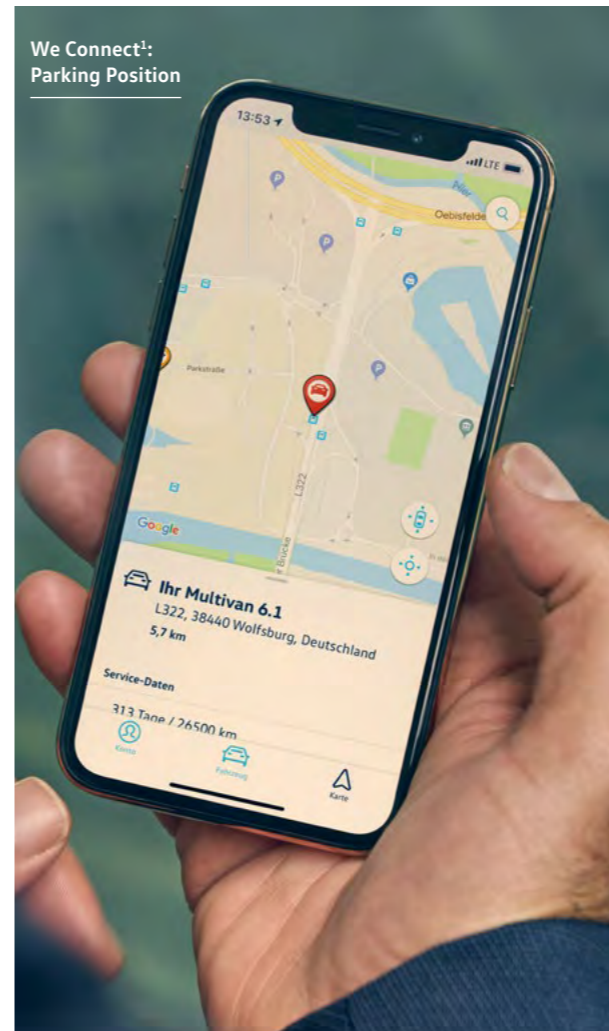 We Connect¹:
Parking Position
13:53
LTE
Oebisfelde
Parkstraße
L322
Brücke
Google
Ihr Multivan 6.1
L322, 38440 Wolfsburg, Deutschland
5,7 km
Service-Daten
313 Tage / 26500 km
Konto
Fahrzeug
Karte